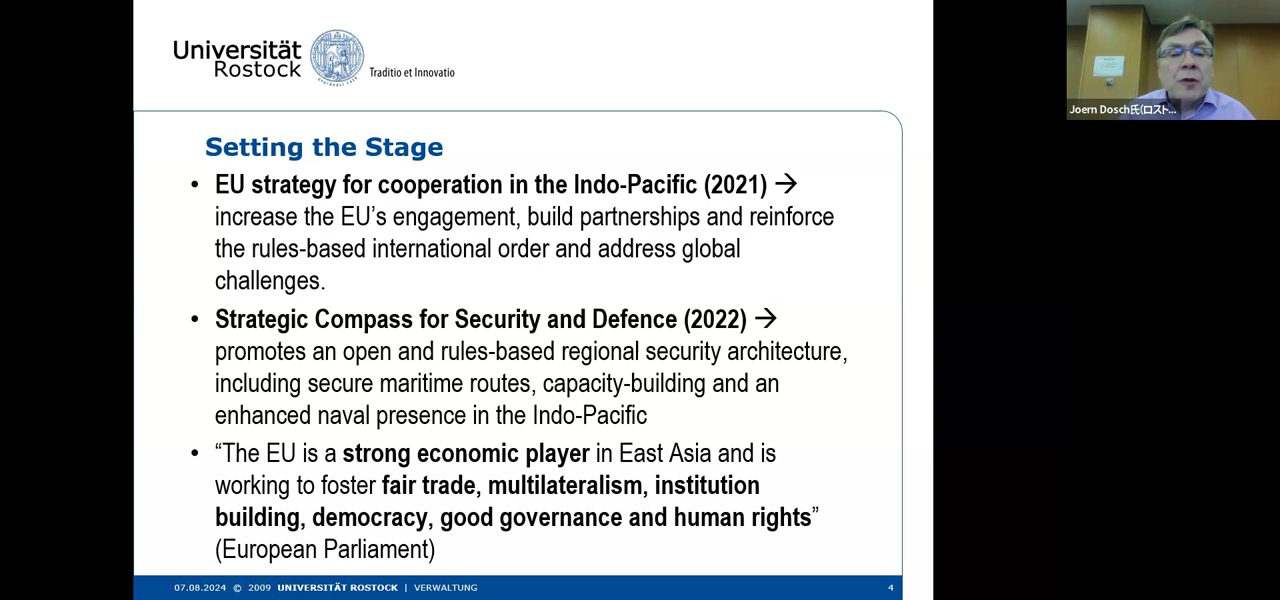 Universität
Rostock
Traditio et Innovatio
Joern Dosch氏(ロスト...
Setting the Stage
• EU strategy for cooperation in the Indo-Pacific (2021) →
increase the EU’s engagement, build partnerships and reinforce
the rules-based international order and address global
challenges.
• Strategic Compass for Security and Defence (2022) →
promotes an open and rules-based regional security architecture,
including secure maritime routes, capacity-building and an
enhanced naval presence in the Indo-Pacific
• “The EU is a strong economic player in East Asia and is
working to foster fair trade, multilateralism, institution
building, democracy, good governance and human rights”
(European Parliament)
07.08.2024 © 2009 UNIVERSITÄT ROSTOCK | VERWALTUNG
4